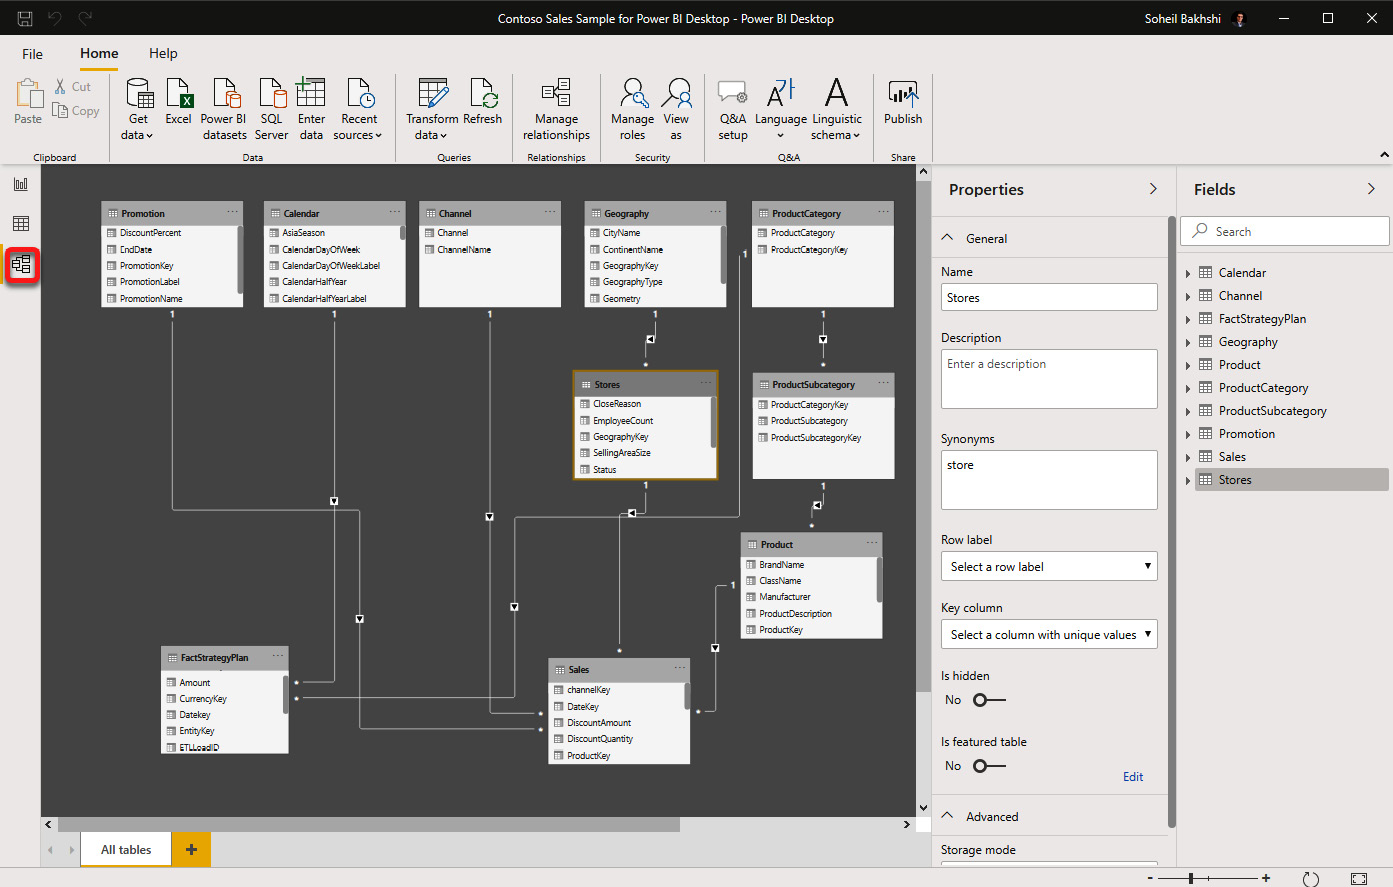 Contoso Sales Sample for Power BI Desktop - Power BI Desktop
Soheil Bakhshi
File
Home
Help
Paste
Cut
Copy
Clipboard
Get
data
Excel
Power BI
datasets
SQL
Server
Enter
data
Recent
sources
Data
Transform
data
Refresh
Queries
Manage
relationships
Relationships
Manage
roles
View
as
Security
Q&A
setup
Language
Linguistic
schema
Q&A
Publish
Share
Promotion
DiscountPercent
EndDate
PromotionKey
PromotionLabel
PromotionName
1
Calendar
AsiaSeason
CalendarDayOfWeek
CalendarDayOfWeekLabel
CalendarHalfYear
CalendarHalfYearLabel
1
Channel
Channel
ChannelName
1
Geography
CityName
ContinentName
GeographyKey
GeographyType
Geometry
1
*
ProductCategory
ProductCategory
ProductCategoryKey
1
1
*
Stores
CloseReason
EmployeeCount
GeographyKey
SellingAreaSize
Status
1
*
ProductSubcategory
ProductCategoryKey
ProductSubcategory
ProductSubcategoryKey
1
*
Product
BrandName
ClassName
Manufacturer
ProductDescription
ProductKey
1
*
FactStrategyPlan
Amount
CurrencyKey
Datekey
EntityKey
ETLLoadID
*
*
Sales
channelKey
DateKey
DiscountAmount
DiscountQuantity
ProductKey
*
*
All tables
+
Properties
General
Name
Stores
Description
Enter a description
Synonyms
store
Row label
Select a row label
Key column
Select a column with unique values
Is hidden
No
Is featured table
No
Edit
Advanced
Storage mode
Fields
Search
Calendar
Channel
FactStrategyPlan
Geography
Product
ProductCategory
ProductSubcategory
Promotion
Sales
Stores
- +